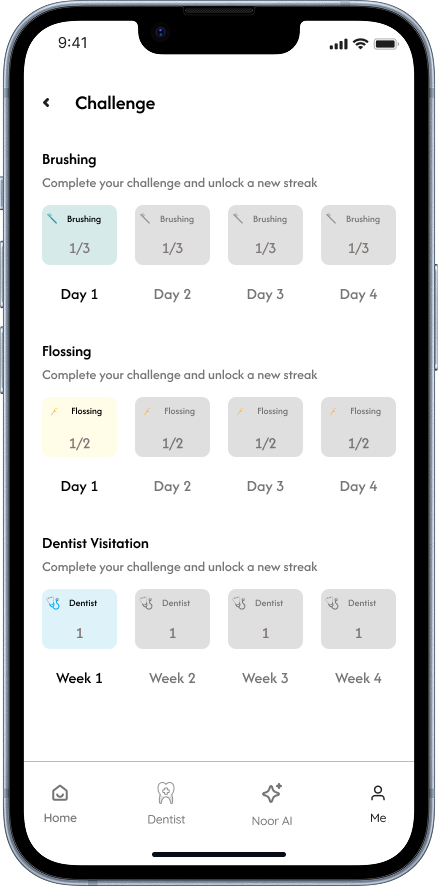 9:41
Challenge
Brushing
Complete your challenge and unlock a new streak
Brushing Brushing Brushing Brushing
1/3 1/3 1/3 1/3
Day 1 Day 2 Day 3 Day 4
Flossing
Complete your challenge and unlock a new streak
Flossing Flossing Flossing Flossing
1/2 1/2 1/2 1/2
Day 1 Day 2 Day 3 Day 4
Dentist Visitation
Complete your challenge and unlock a new streak
Dentist Dentist Dentist Dentist
1 1 1 1
Week 1 Week 2 Week 3 Week 4
Home Dentist Noor AI Me